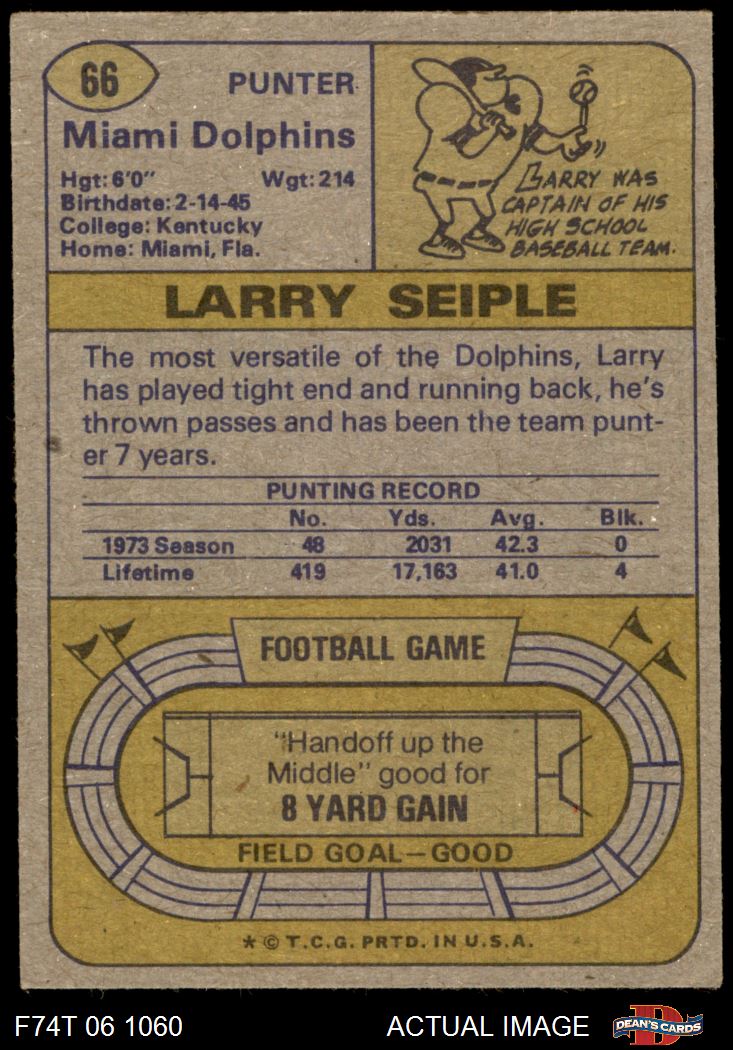 66
PUNTER
Miami Dolphins
Hgt: 6'0" Wgt: 214
Birthdate: 2-14-45
College: Kentucky
Home: Miami, Fla.
LARRY WAS
CAPTAIN OF HIS
HIGH SCHOOL
BASEBALL TEAM.
LARRY SEIPLE
The most versatile of the Dolphins, Larry
has played tight end and running back, he's
thrown passes and has been the team punt-
er 7 years.
PUNTING RECORD
No. Yds. Avg. Blk.
1973 Season 48 2031 42.3 0
Lifetime 419 17,163 41.0 4
FOOTBALL GAME
"Handoff up the
Middle" good for
8 YARD GAIN
FIELD GOAL—GOOD
* © T.C.G. PRTD. IN U.S.A.
F74T 06 1060 ACTUAL IMAGE
D
DEAN'S CARDS